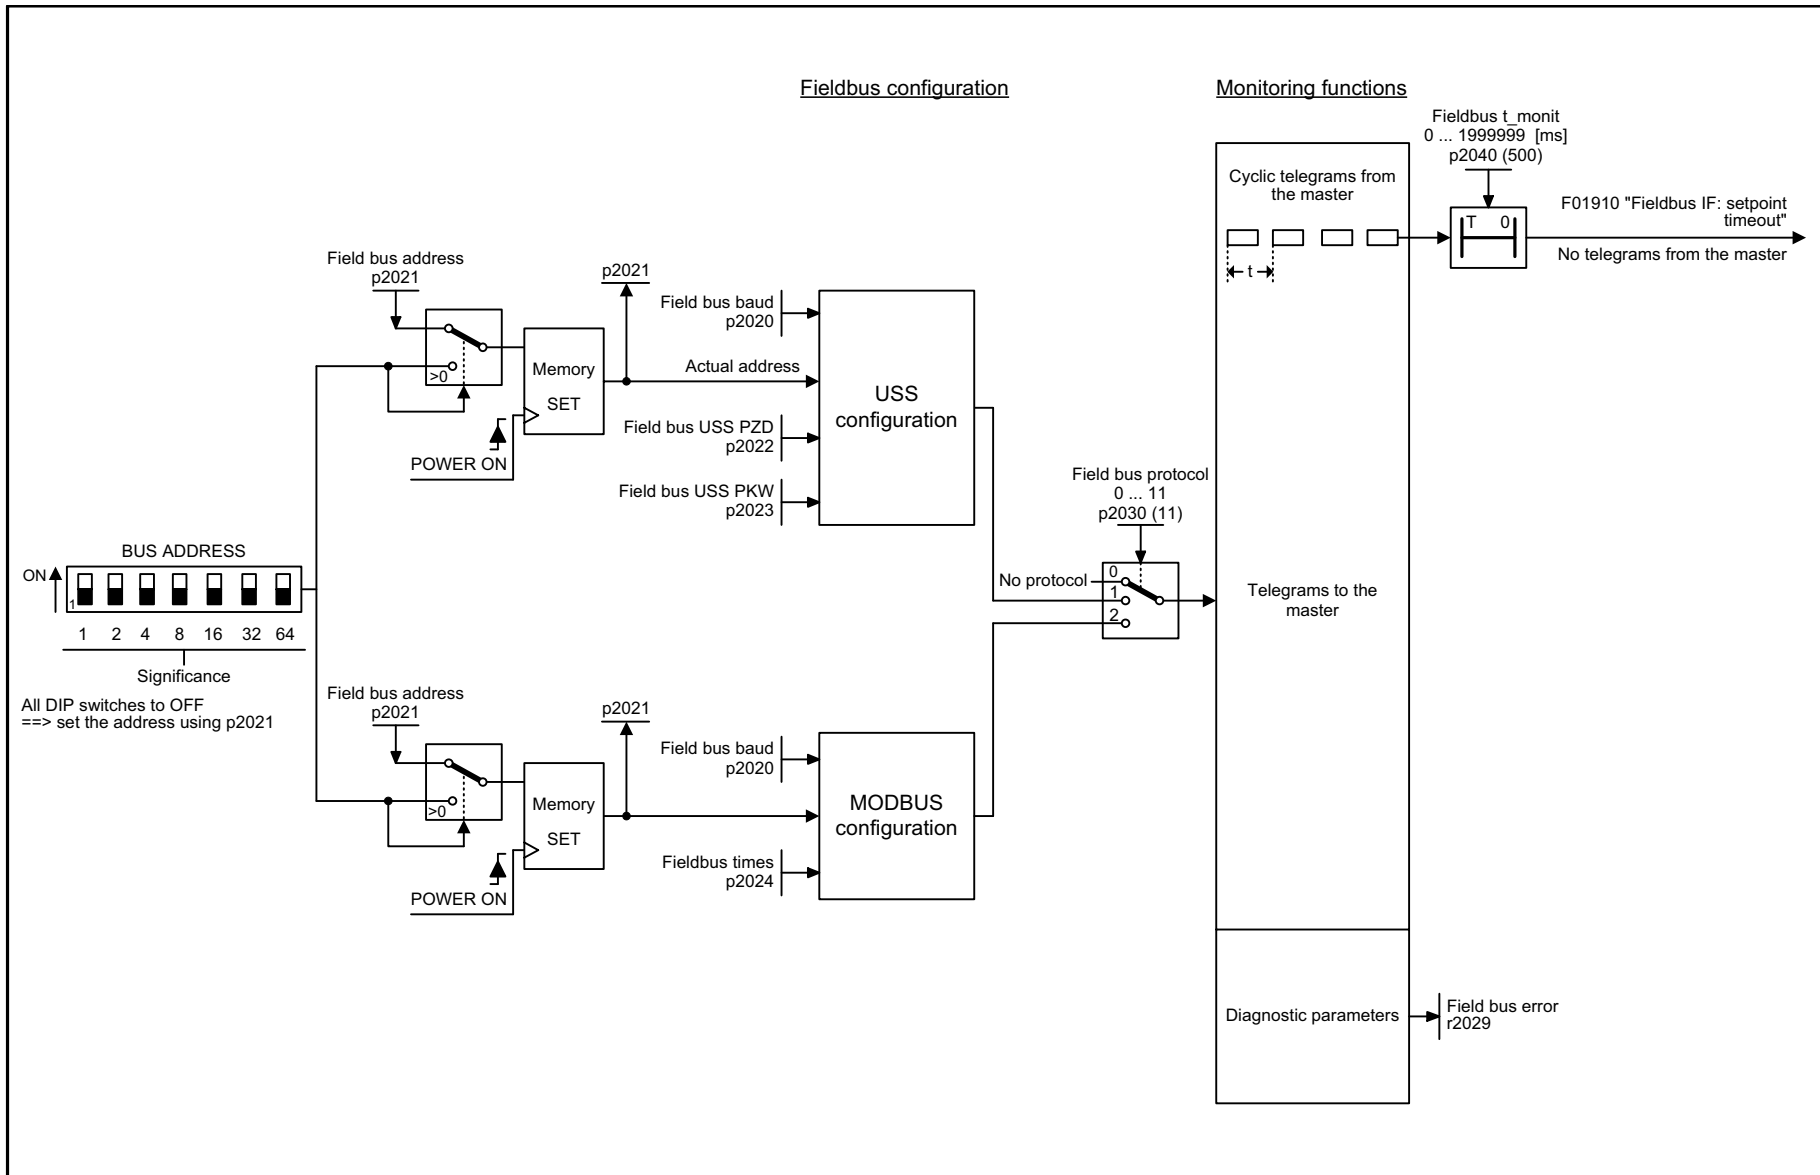 Fieldbus configuration
Monitoring functions
Fieldbus t_monit
0 ... 1999999 [ms]
p2040 (500)
Cyclic telegrams from
the master
T 0
F01910 "Fieldbus IF: setpoint
timeout"
No telegrams from the master
t
Field bus address
p2021
p2021
>0
Memory
SET
POWER ON
Field bus baud
p2020
Actual address
Field bus USS PZD
p2022
Field bus USS PKW
p2023
USS
configuration
Field bus protocol
0 ... 11
p2030 (11)
No protocol
0
1
2
Telegrams to the
master
BUS ADDRESS
ON
1
1 2 4 8 16 32 64
Significance
All DIP switches to OFF
==> set the address using p2021
Field bus address
p2021
p2021
>0
Memory
SET
POWER ON
Field bus baud
p2020
Fieldbus times
p2024
MODBUS
configuration
Diagnostic parameters
Field bus error
r2029